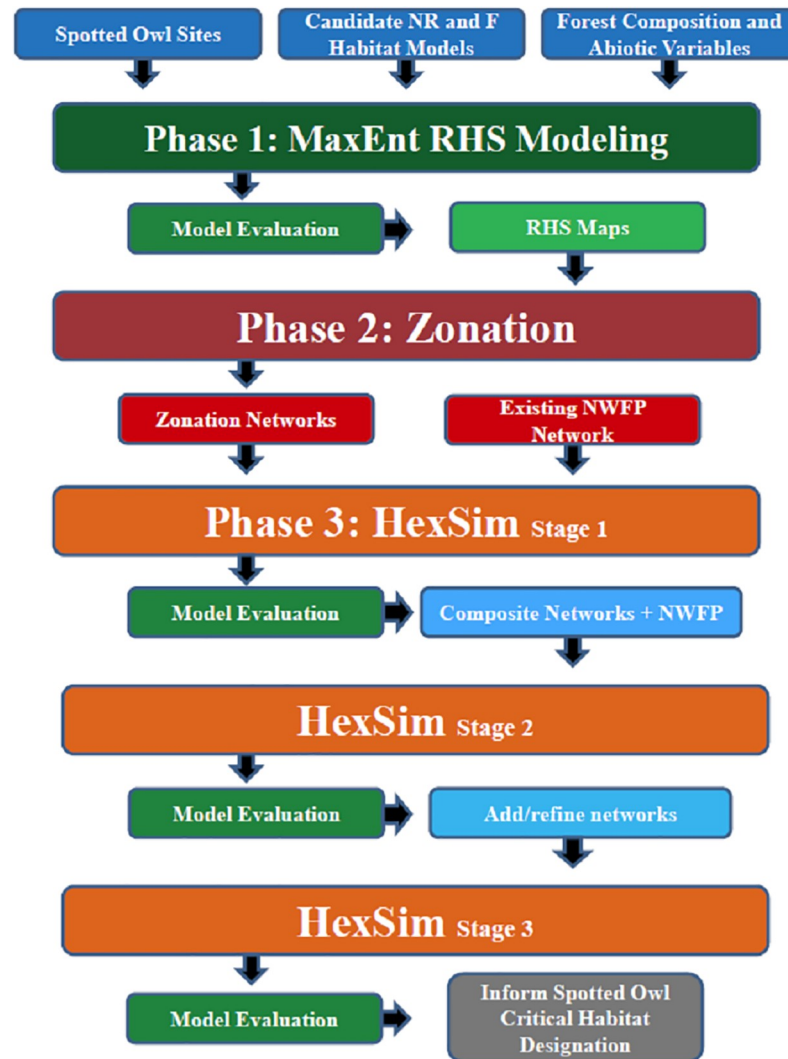 Spotted Owl Sites
Candidate NR and F
Habitat Models
Forest Composition and
Abiotic Variables
Phase 1: MaxEnt RHS Modeling
Model Evaluation
RHS Maps
Phase 2: Zonation
Zonation Networks
Existing NWFP
Network
Phase 3: HexSim Stage 1
Model Evaluation
Composite Networks + NWFP
HexSim Stage 2
Model Evaluation
Add/refine networks
HexSim Stage 3
Model Evaluation
Inform Spotted Owl
Critical Habitat
Designation